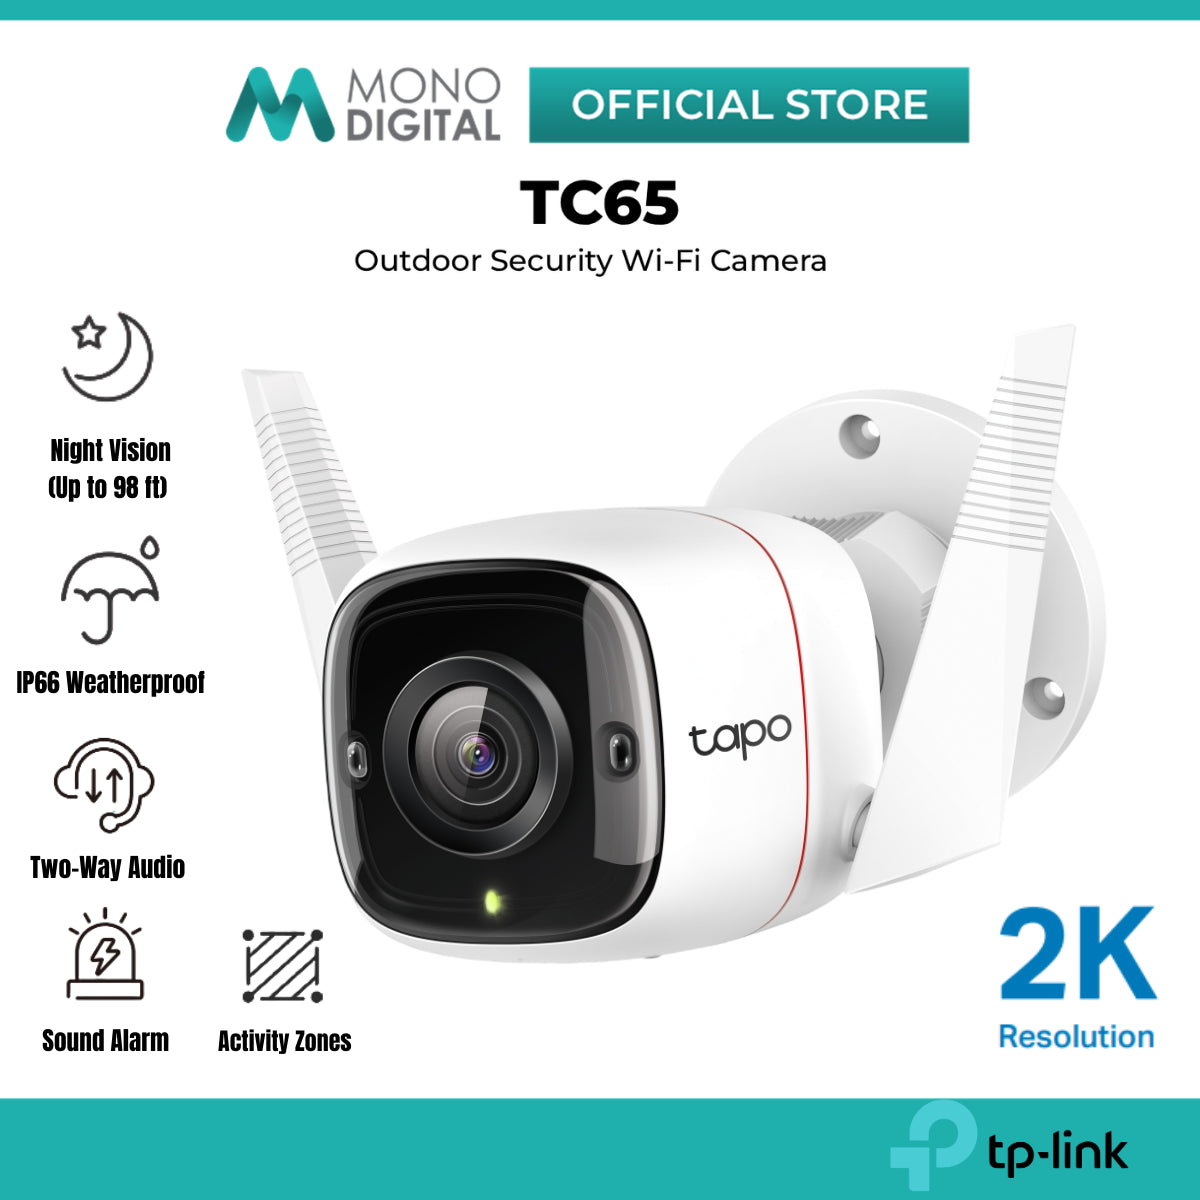 MONO
DIGITAL
OFFICIAL STORE
TC65
Outdoor Security Wi-Fi Camera
Night Vision
(Up to 98 ft)
IP66 Weatherproof
Two-Way Audio
Sound Alarm
Activity Zones
tapo
2K
Resolution
tp-link